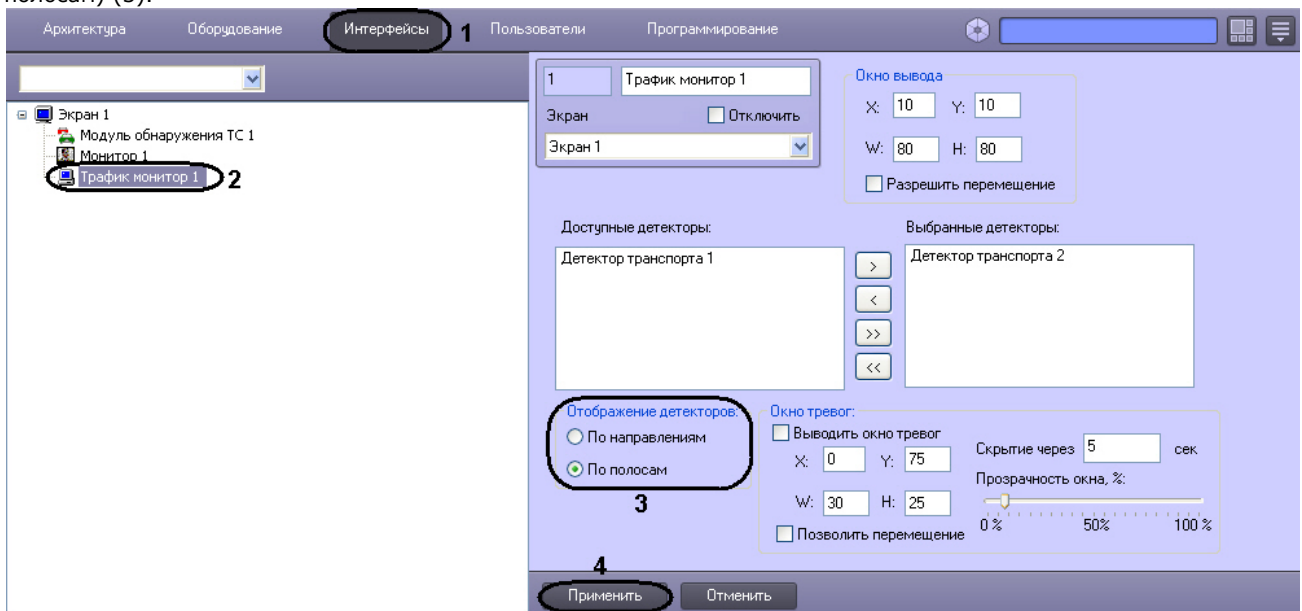 полосам) (3).
Архитектура Оборудование Интерфейсы 1 Пользователи Программирование
1 Трафик монитор 1
Экран Отключить
Экран 1
Окно вывода
X: 10 Y: 10
W: 80 H: 80
Разрешить перемещение
Экран 1
Модуль обнаружения ТС 1
Монитор 1
Трафик монитор 1 2
Доступные детекторы:
Детектор транспорта 1
>
<
>>
<<
Выбранные детекторы:
Детектор транспорта 2
Отображение детекторов:
По направлениям
По полосам
3
Окно тревог:
Выводить окно тревог
X: 0 Y: 75
W: 30 H: 25
Позволить перемещение
Скрытие через 5 сек
Прозрачность окна, %:
0 % 50% 100 %
4
Применить Отменить